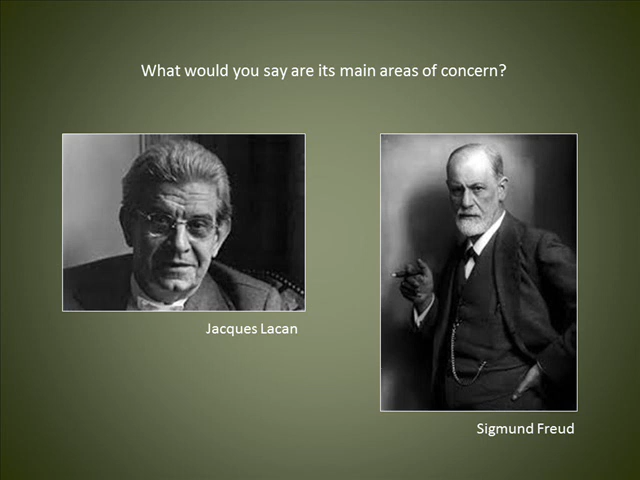 What would you say are its main areas of concern?
Jacques Lacan
Sigmund Freud